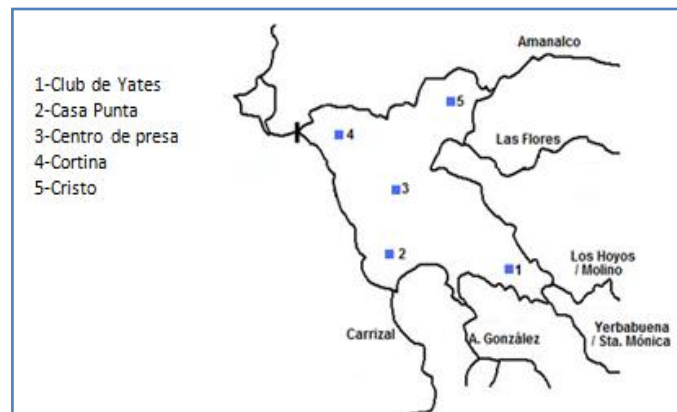 1-Club de Yates
2-Casa Punta
3-Centro de presa
4-Cortina
5-Cristo
Amanalco
5
4
Las Flores
3
2
1
Los Hoyos
/ Molino
Carrizal
A. González
Yerbabuena
/ Sta. Mónica